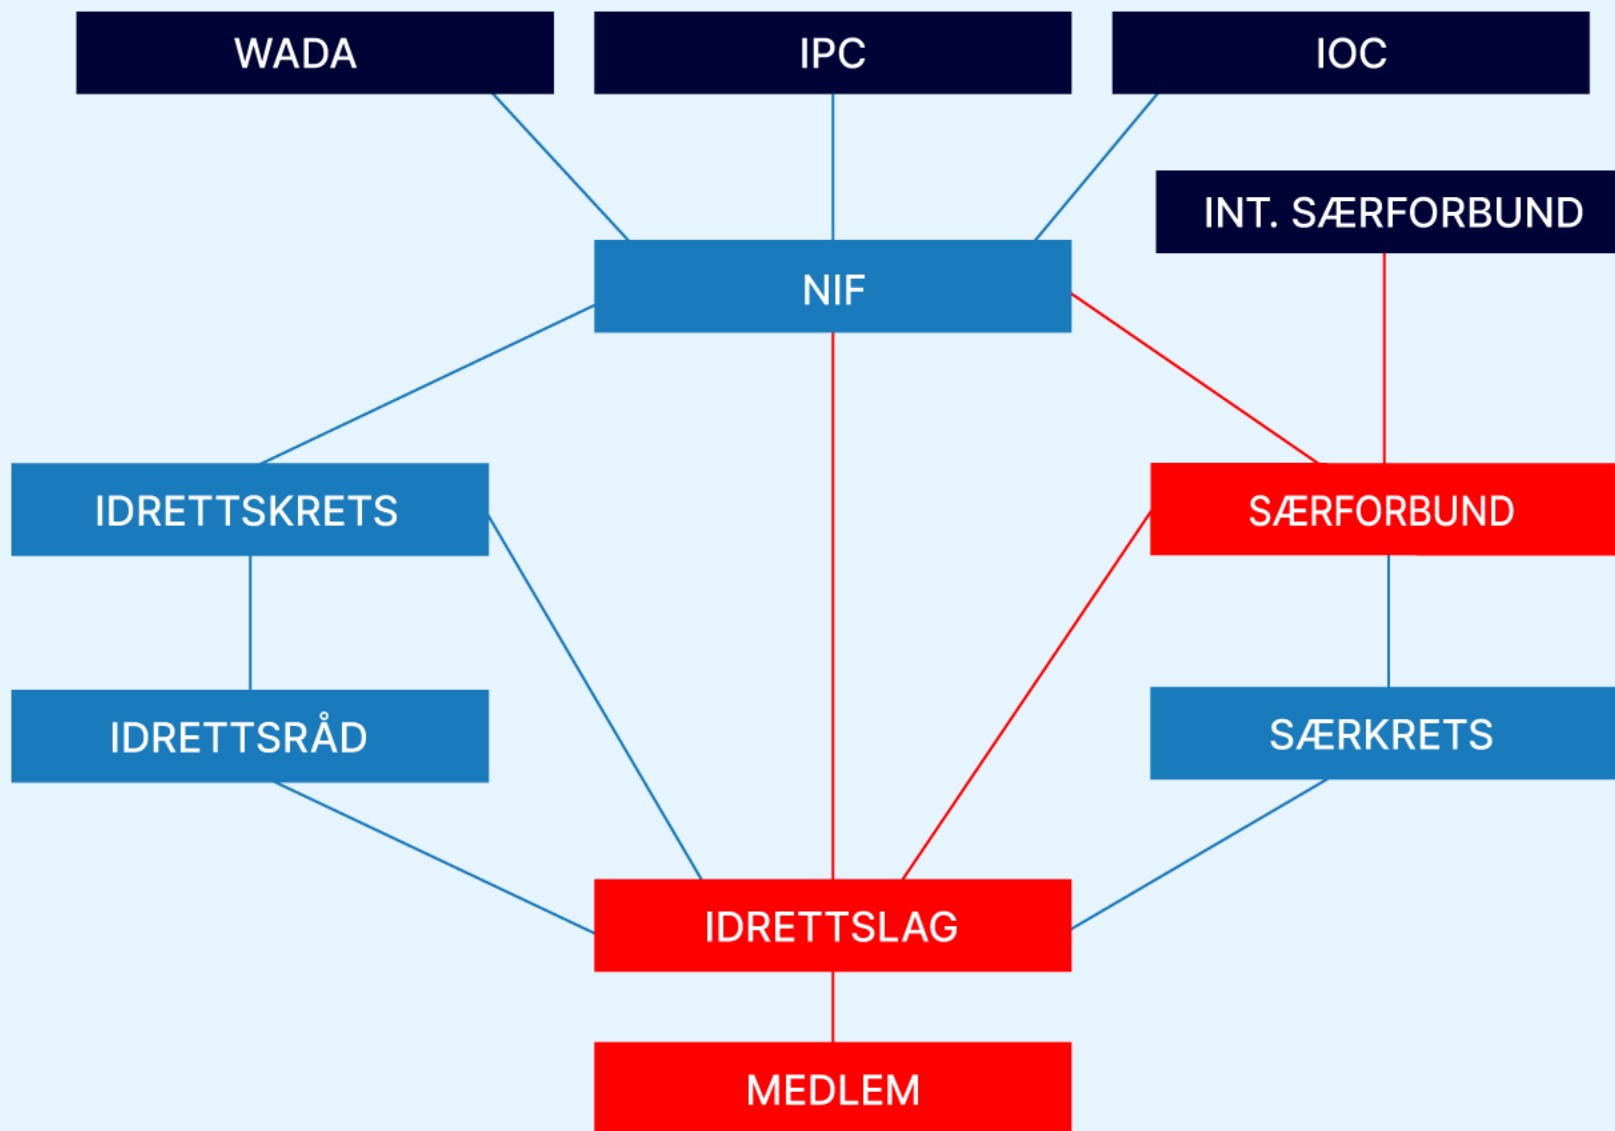 WADA
IPC
IOC
INT. SÆRFORBUND
NIF
IDRETTSKRETS
SÆRFORBUND
IDRETTSRÅD
SÆRKRETS
IDRETTSLAG
MEDLEM